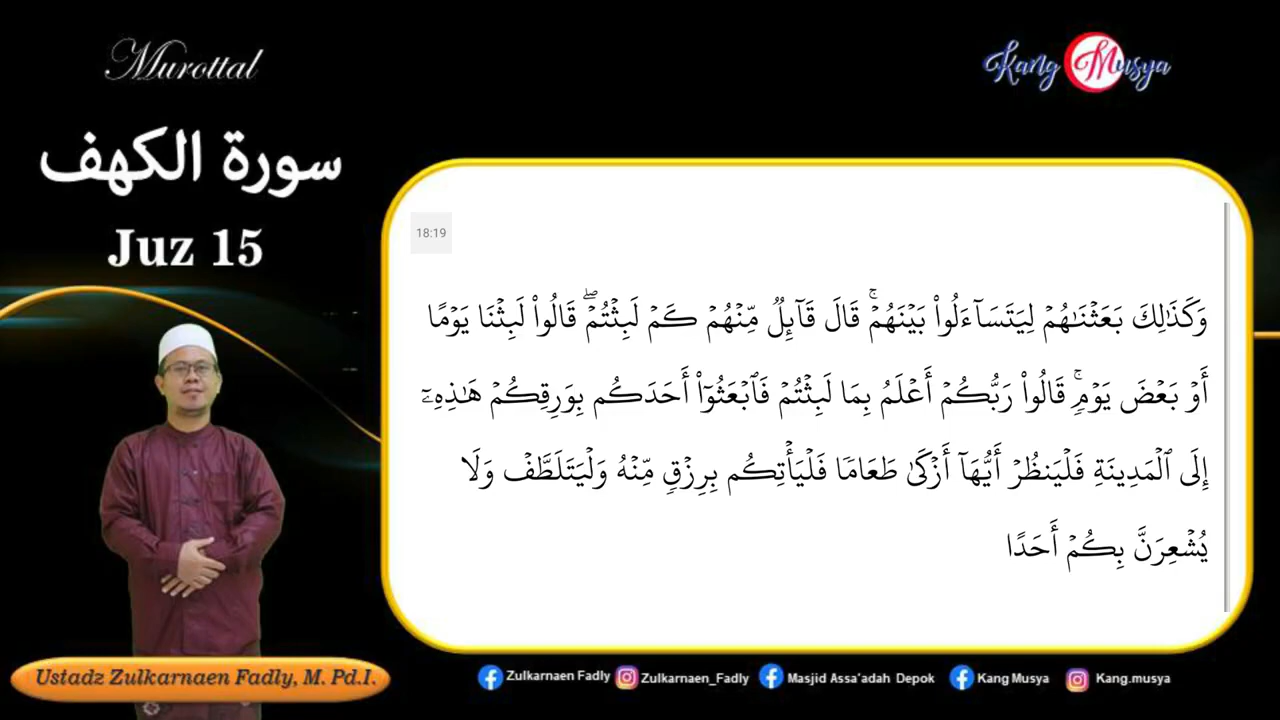 Murottal
Kang Musya
سورة الكهف
Juz 15
18:19
وَكَذَٰلِكَ بَعَثْنَـٰهُمْ لِيَتَسَآءَلُوا۟ بَيْنَهُمْ ۚ قَالَ قَآئِلٌ مِّنْهُمْ كَمْ لَبِثْتُمْ ۖ قَالُوا۟ لَبِثْنَا يَوْمًا
أَوْ بَعْضَ يَوْمٍ ۚ قَالُوا۟ رَبُّكُمْ أَعْلَمُ بِمَا لَبِثْتُمْ فَٱبْعَثُوٓا۟ أَحَدَكُم بِوَرِقِكُمْ هَـٰذِهِۦٓ
إِلَى ٱلْمَدِينَةِ فَلْيَنظُرْ أَيُّهَآ أَزْكَىٰ طَعَامًا فَلْيَأْتِكُم بِرِزْقٍ مِّنْهُ وَلْيَتَلَطَّفْ وَلَا
يُشْعِرَنَّ بِكُمْ أَحَدًا
Ustadz Zulkarnaen Fadly, M. Pd.I.
Zulkarnaen Fadly Zulkarnaen_Fadly Masjid Assa'adah Depok Kang Musya Kang.musya